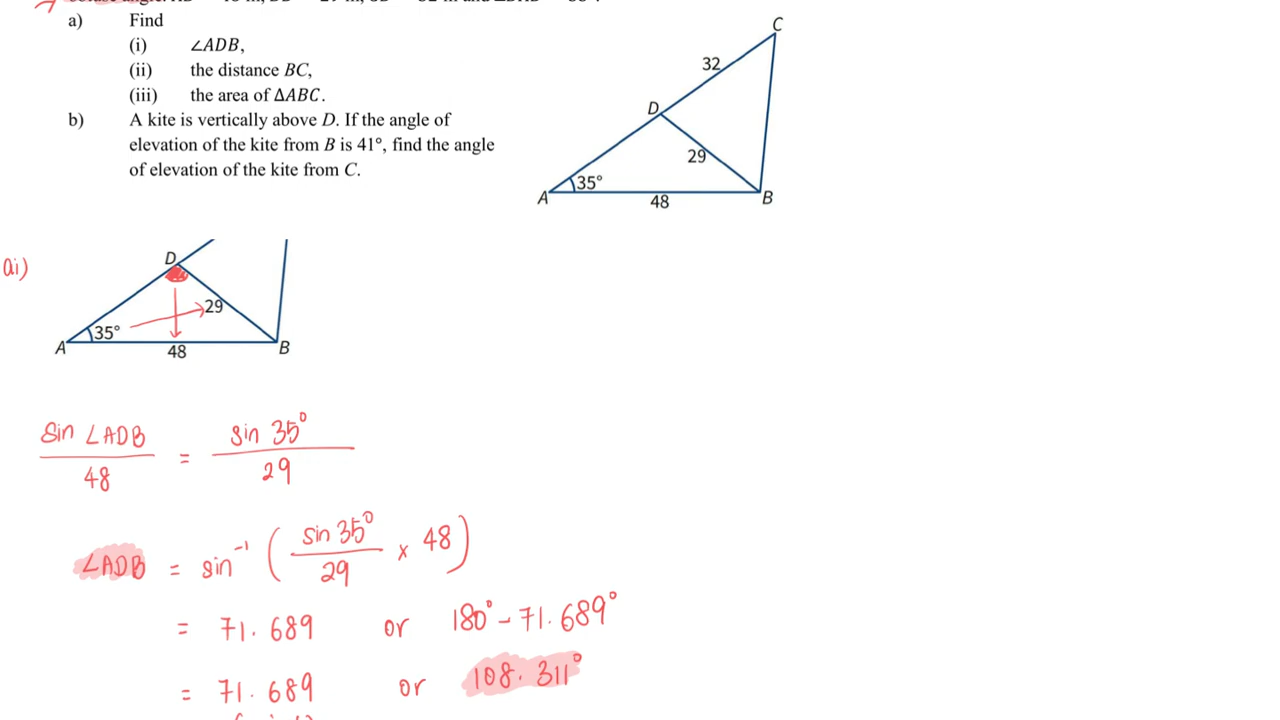 a) Find
(i) ∠ADB,
(ii) the distance BC,
(iii) the area of ΔABC.
b) A kite is vertically above D. If the angle of
elevation of the kite from B is 41°, find the angle
of elevation of the kite from C.
C
32
D
29
A
35°
48
B
ai)
D
29
A
35°
48
B
sin ∠ADB / 48 = sin 35° / 29
∠ADB = sin⁻¹ ( sin 35° / 29 × 48 )
= 71.689 or 180° - 71.689°
= 71.689 or 108.311°